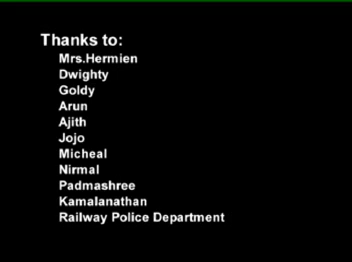 Thanks to:
Mrs.Hermien
Dwighty
Goldy
Arun
Ajith
Jojo
Micheal
Nirmal
Padmashree
Kamalanathan
Railway Police Department